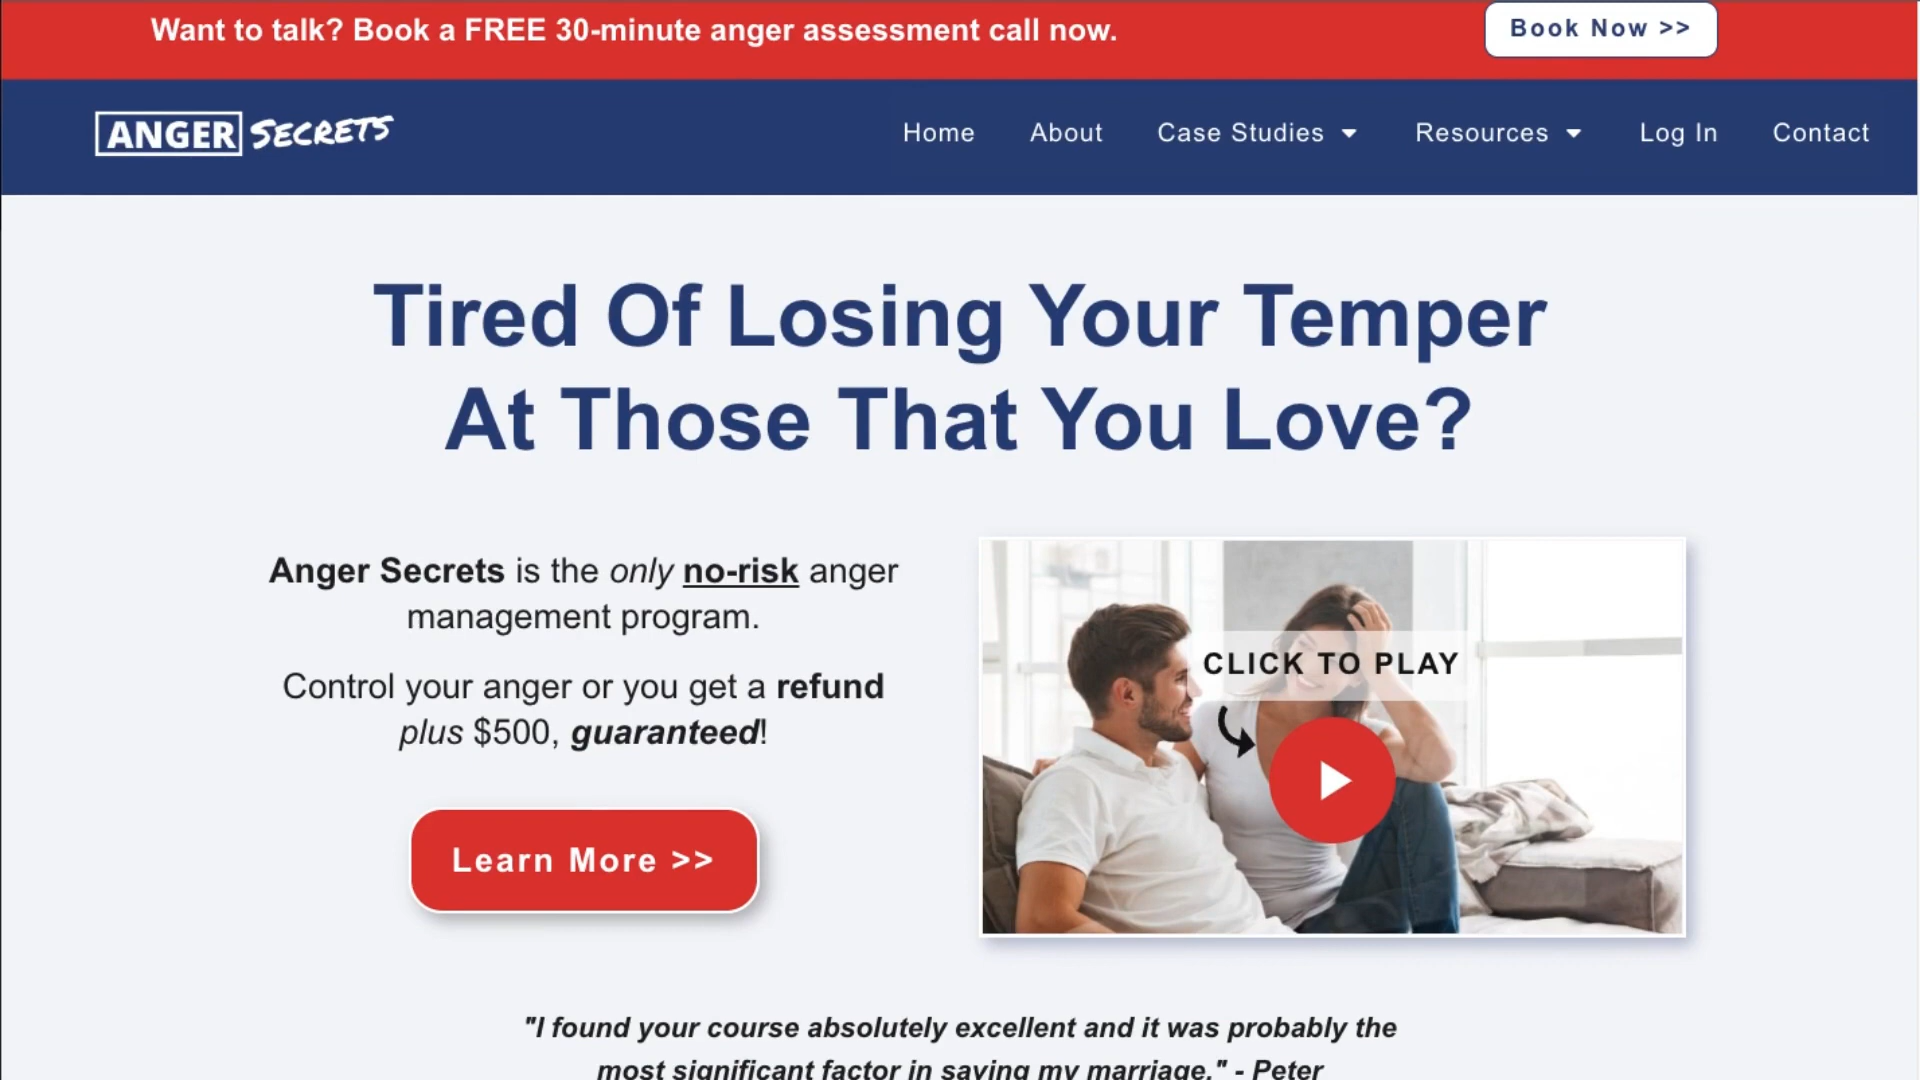 Want to talk? Book a FREE 30-minute anger assessment call now.
Book Now >>
ANGER SECRETS
Home About Case Studies Resources Log In Contact
Tired Of Losing Your Temper
At Those That You Love?
Anger Secrets is the only no-risk anger
management program.
Control your anger or you get a refund
plus $500, guaranteed!
Learn More >>
CLICK TO PLAY
"I found your course absolutely excellent and it was probably the
most significant factor in saving my marriage." - Peter